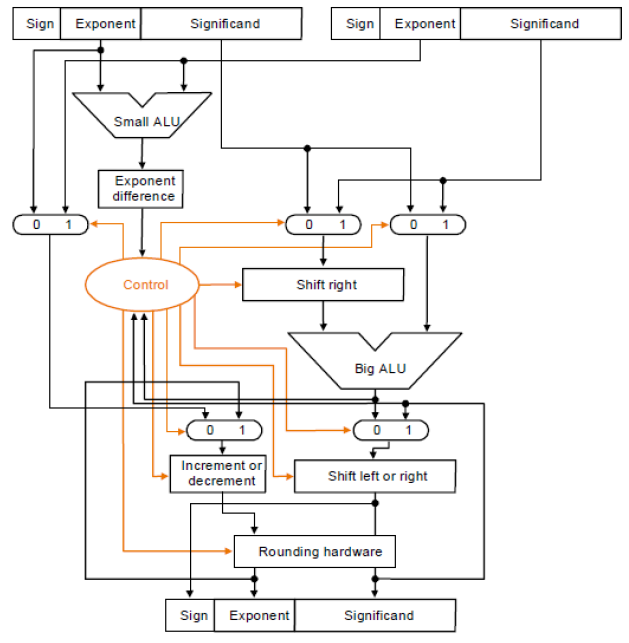 Sign Exponent Significand Sign Exponent Significand
Small ALU
Exponent
difference
0 1 0 1 0 1
Control Shift right
Big ALU
0 1 0 1
Increment or
decrement
Shift left or right
Rounding hardware
Sign Exponent Significand